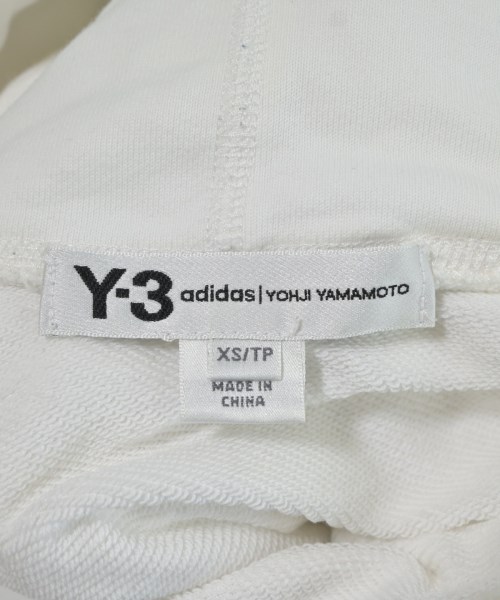 Y-3 adidas | YOHJI YAMAMOTO
XS/TP
MADE IN
CHINA